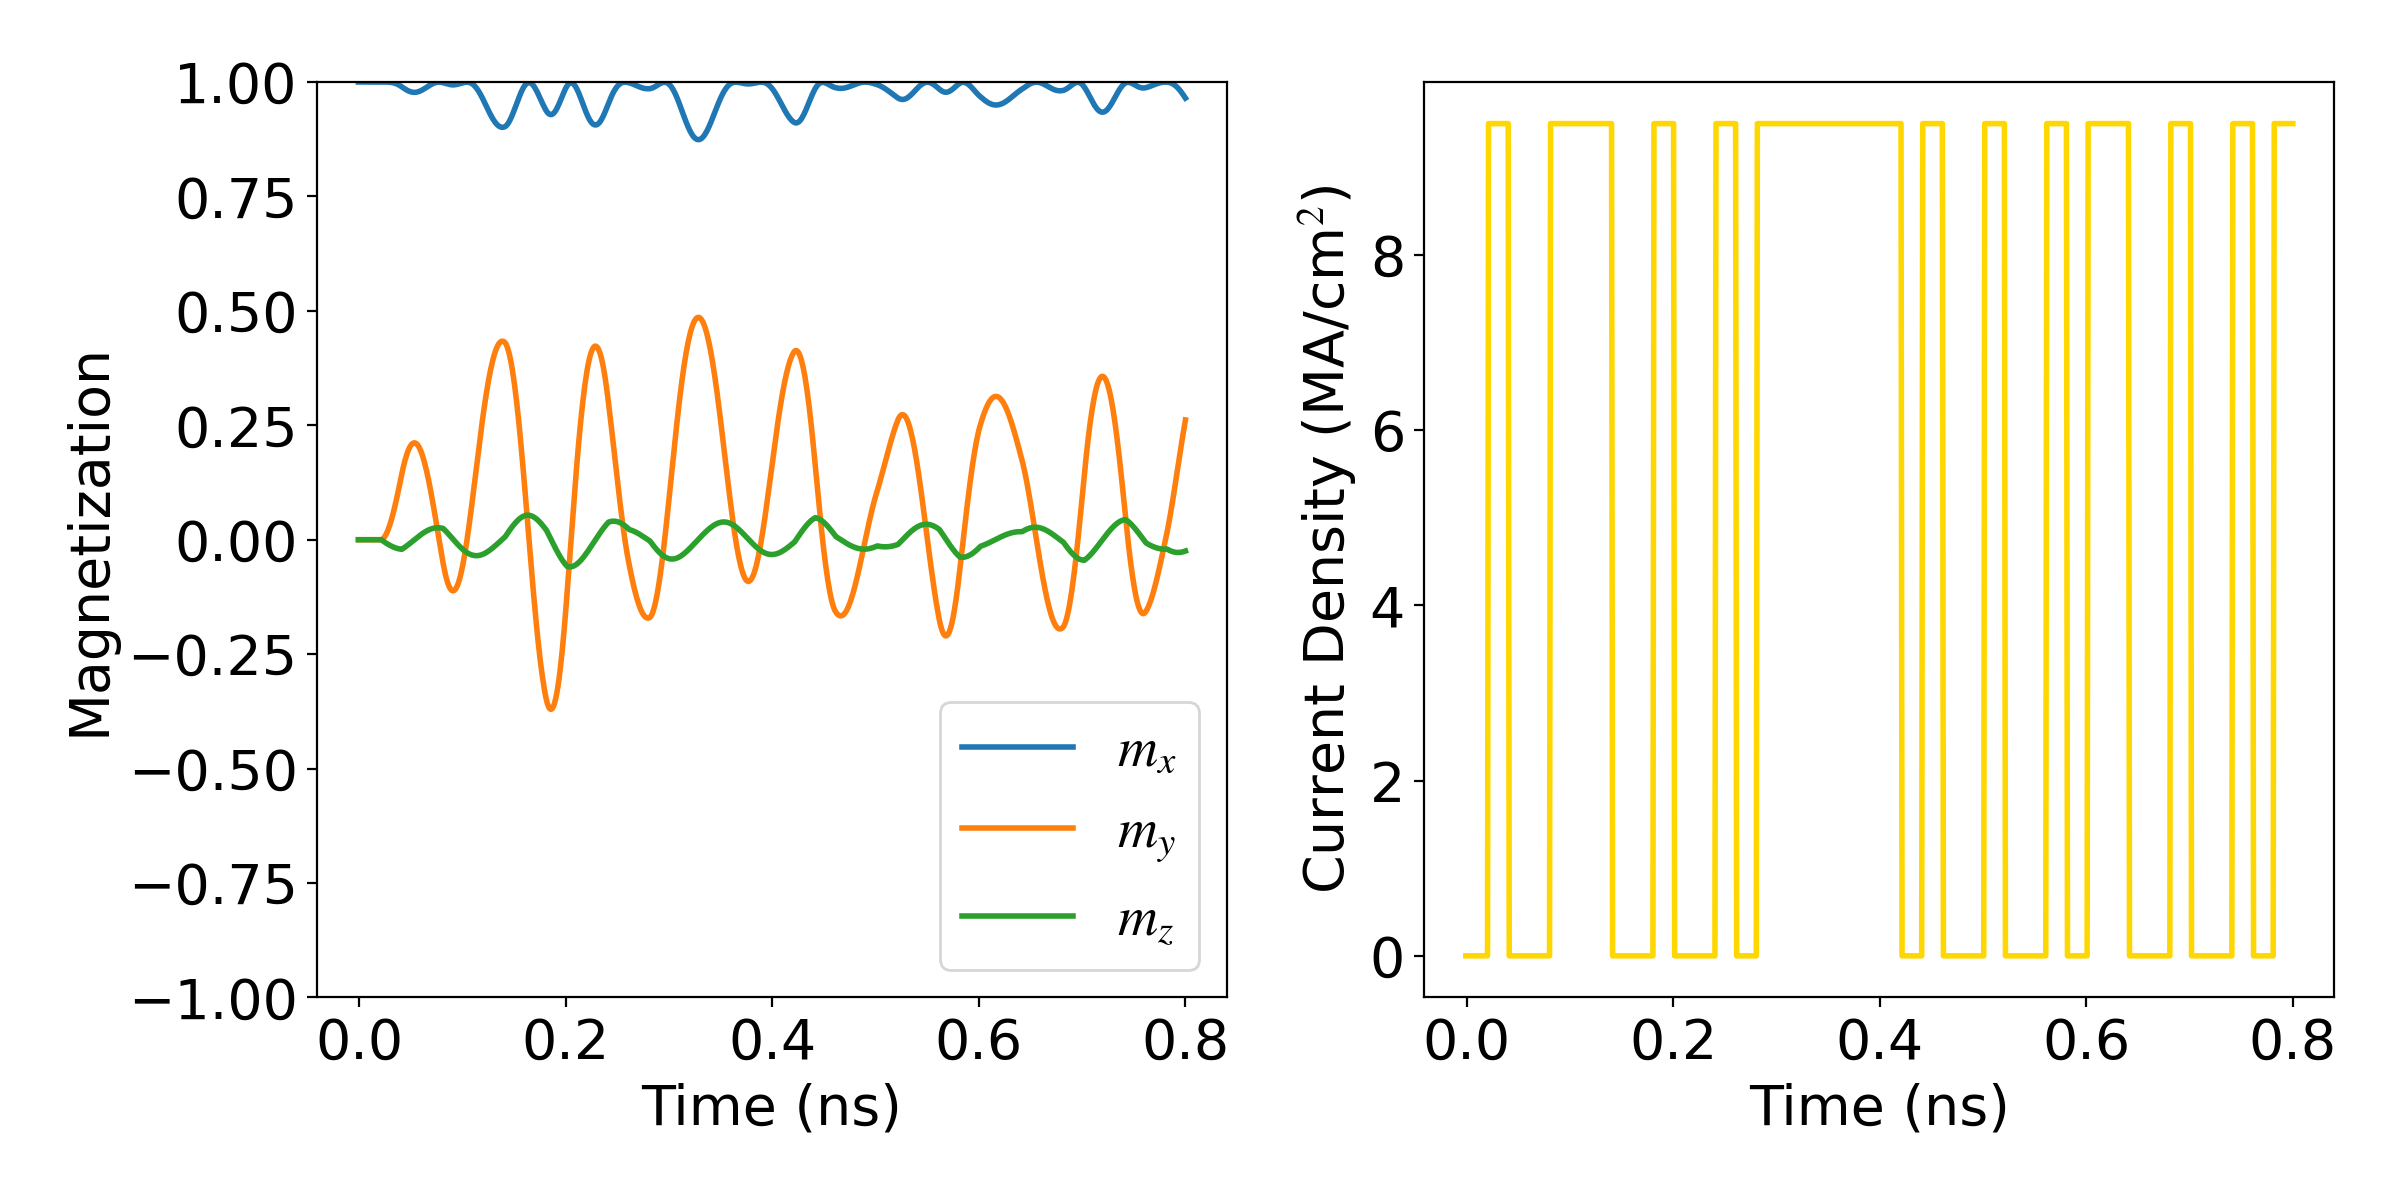 1.00
0.75
0.50
0.25
0.00
−0.25
−0.50
−0.75
−1.00
Magnetization
0.0 0.2 0.4 0.6 0.8
Time (ns)
m_x
m_y
m_z
8
6
4
2
0
Current Density (MA/cm²)
0.0 0.2 0.4 0.6 0.8
Time (ns)